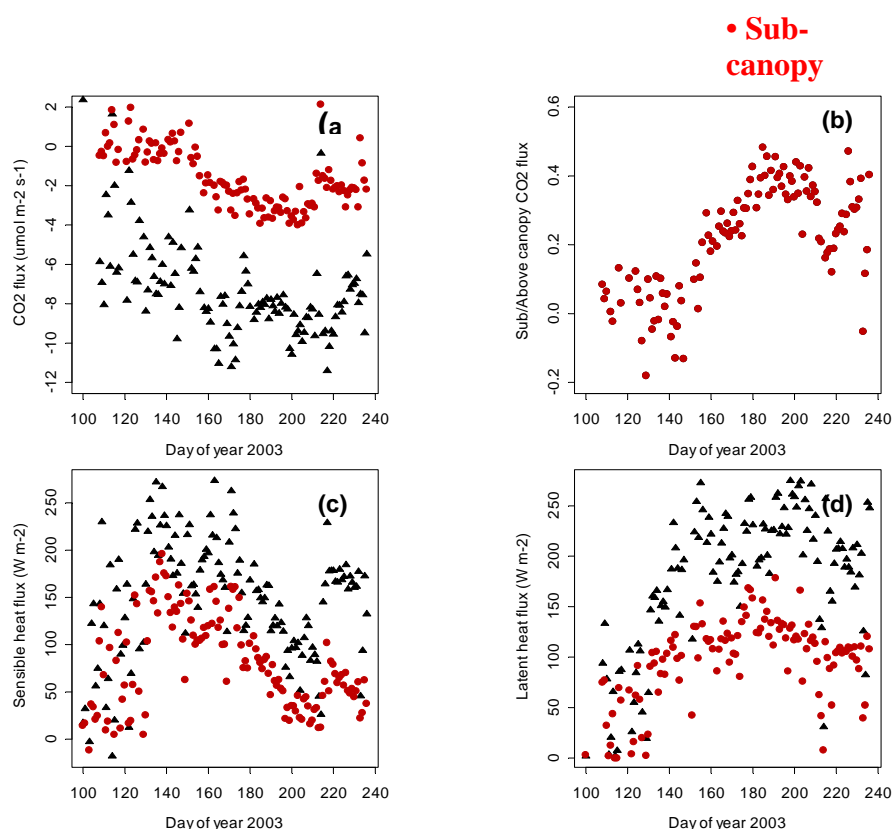 • Sub-
canopy
(a
CO2 flux (umol m-2 s-1)
2
0
-2
-4
-6
-8
-10
-12
100 120 140 160 180 200 220 240
Day of year 2003
(b)
Sub/Above canopy CO2 flux
0.6
0.4
0.2
0.0
-0.2
100 120 140 160 180 200 220 240
Day of year 2003
(c)
Sensible heat flux (W m-2)
250
200
150
100
50
0
100 120 140 160 180 200 220 240
Day of year 2003
(d)
Latent heat flux (W m-2)
250
200
150
100
50
0
100 120 140 160 180 200 220 240
Day of year 2003